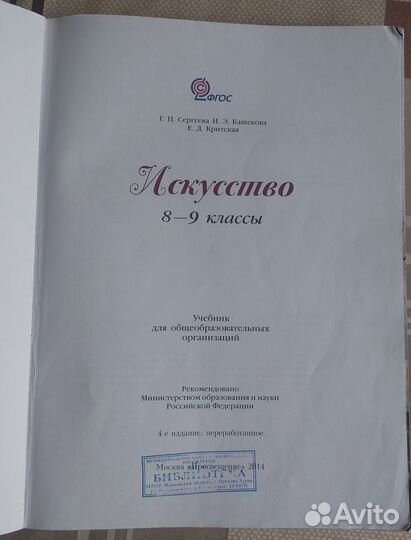 ФГОС
Г. П. Сергеева И. Э. Кашекова
Е. Д. Критская
Искусство
8—9 классы
Учебник
для общеобразовательных
организаций
Рекомендовано
Министерством образования и науки
Российской Федерации
4-е издание, переработанное
Москва «Просвещение» 2014
БИБЛИОТЕКА
Avito